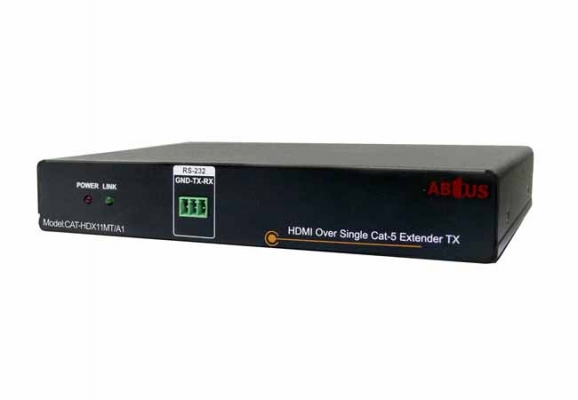 RS-232
GND-TX-RX
POWER LINK
Model:CAT-HDX11MT/A1
ABtUS
HDMI Over Single Cat-5 Extender TX